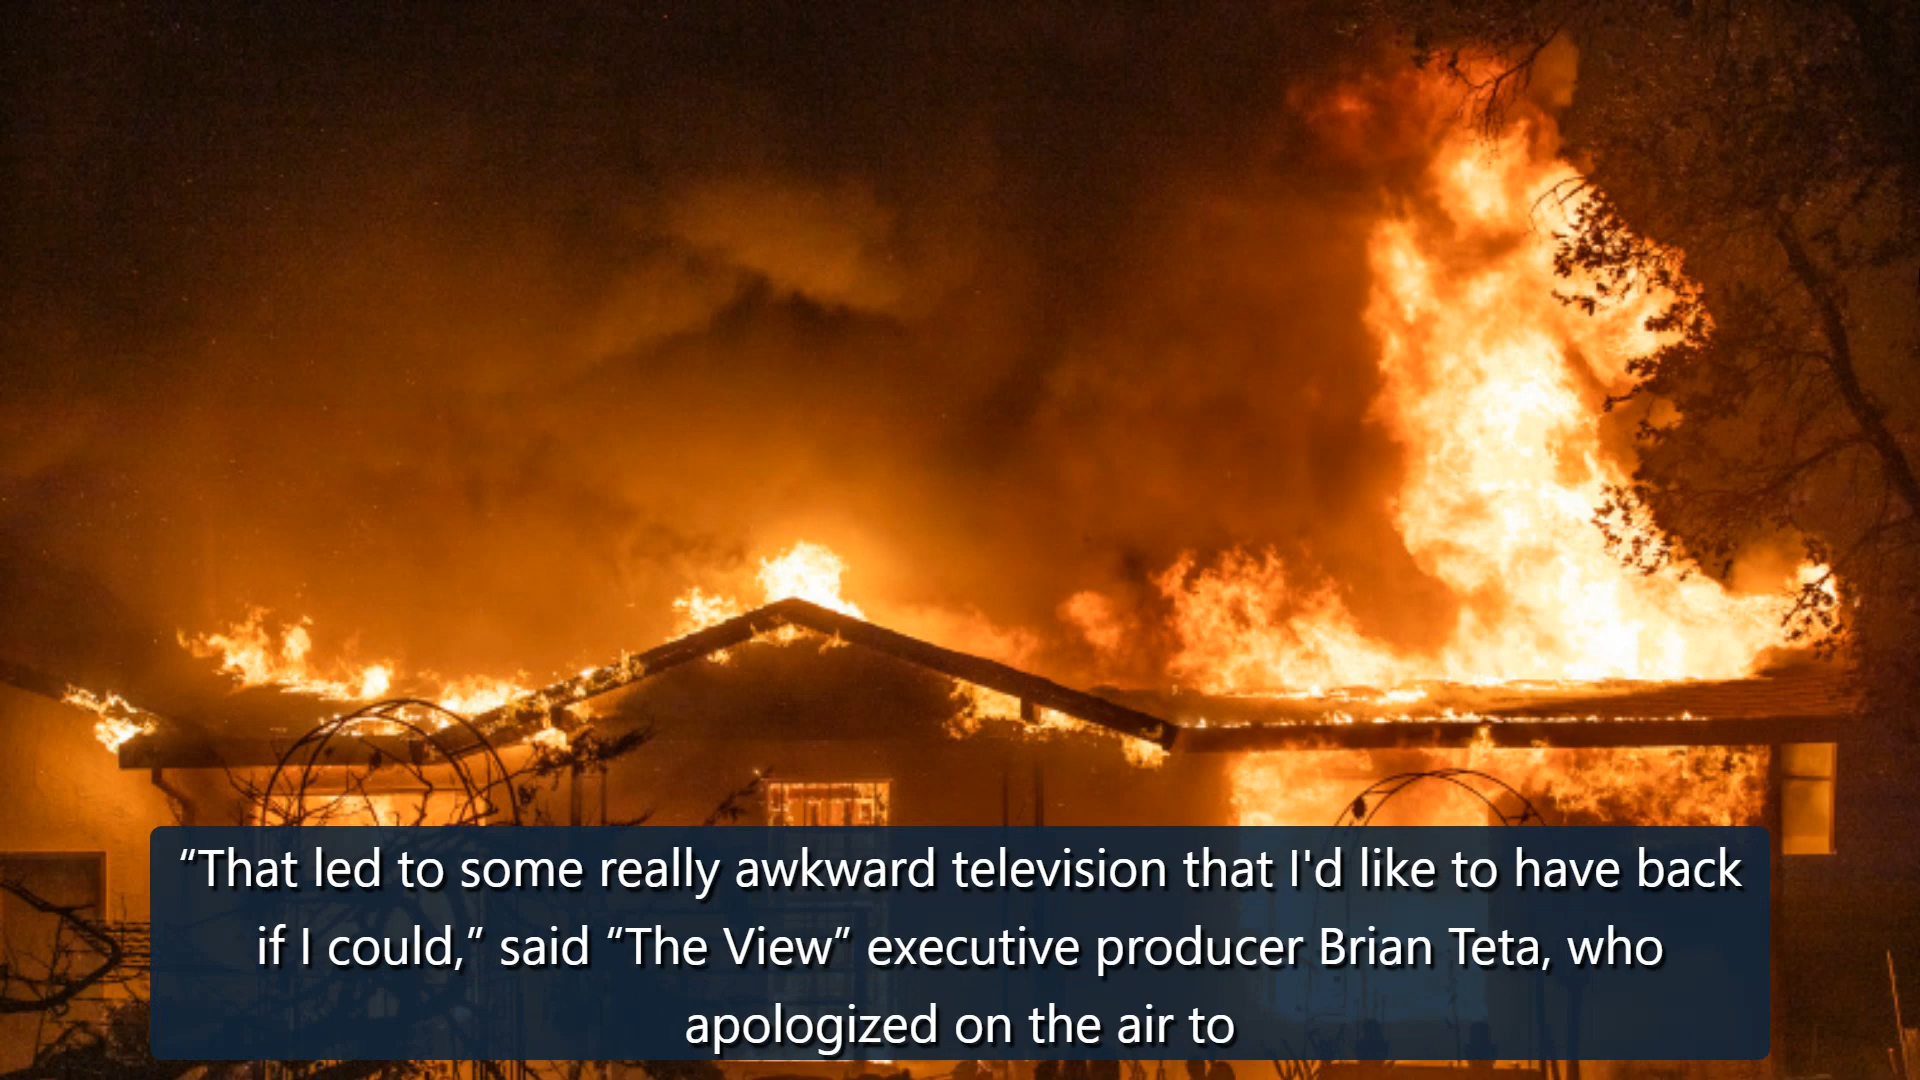 “That led to some really awkward television that I'd like to have back
if I could,” said “The View” executive producer Brian Teta, who
apologized on the air to